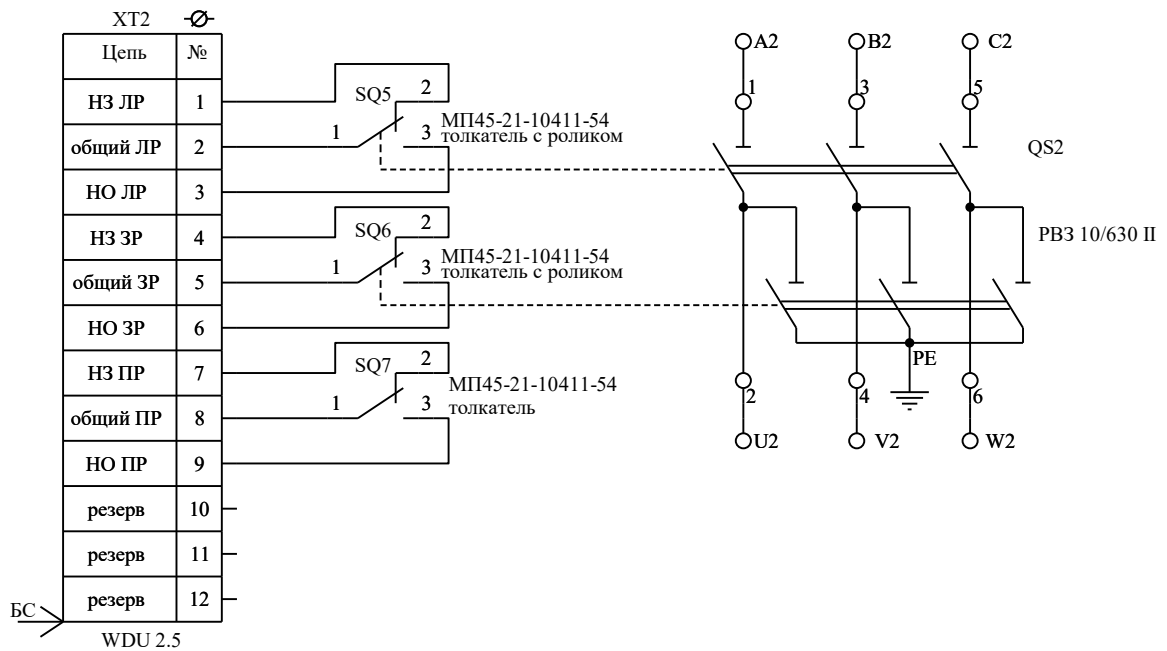 XT2
Цепь №
НЗ ЛР 1
общий ЛР 2
НО ЛР 3
НЗ ЗР 4
общий ЗР 5
НО ЗР 6
НЗ ПР 7
общий ПР 8
НО ПР 9
резерв 10
резерв 11
резерв 12
БС
WDU 2.5
SQ5 2
1 3
МП45-21-10411-54
толкатель с роликом
SQ6 2
1 3
МП45-21-10411-54
толкатель с роликом
SQ7 2
1 3
МП45-21-10411-54
толкатель
A2 B2 C2
1 3 5
QS2
РВЗ 10/630 II
PE
2 4 6
U2 V2 W2